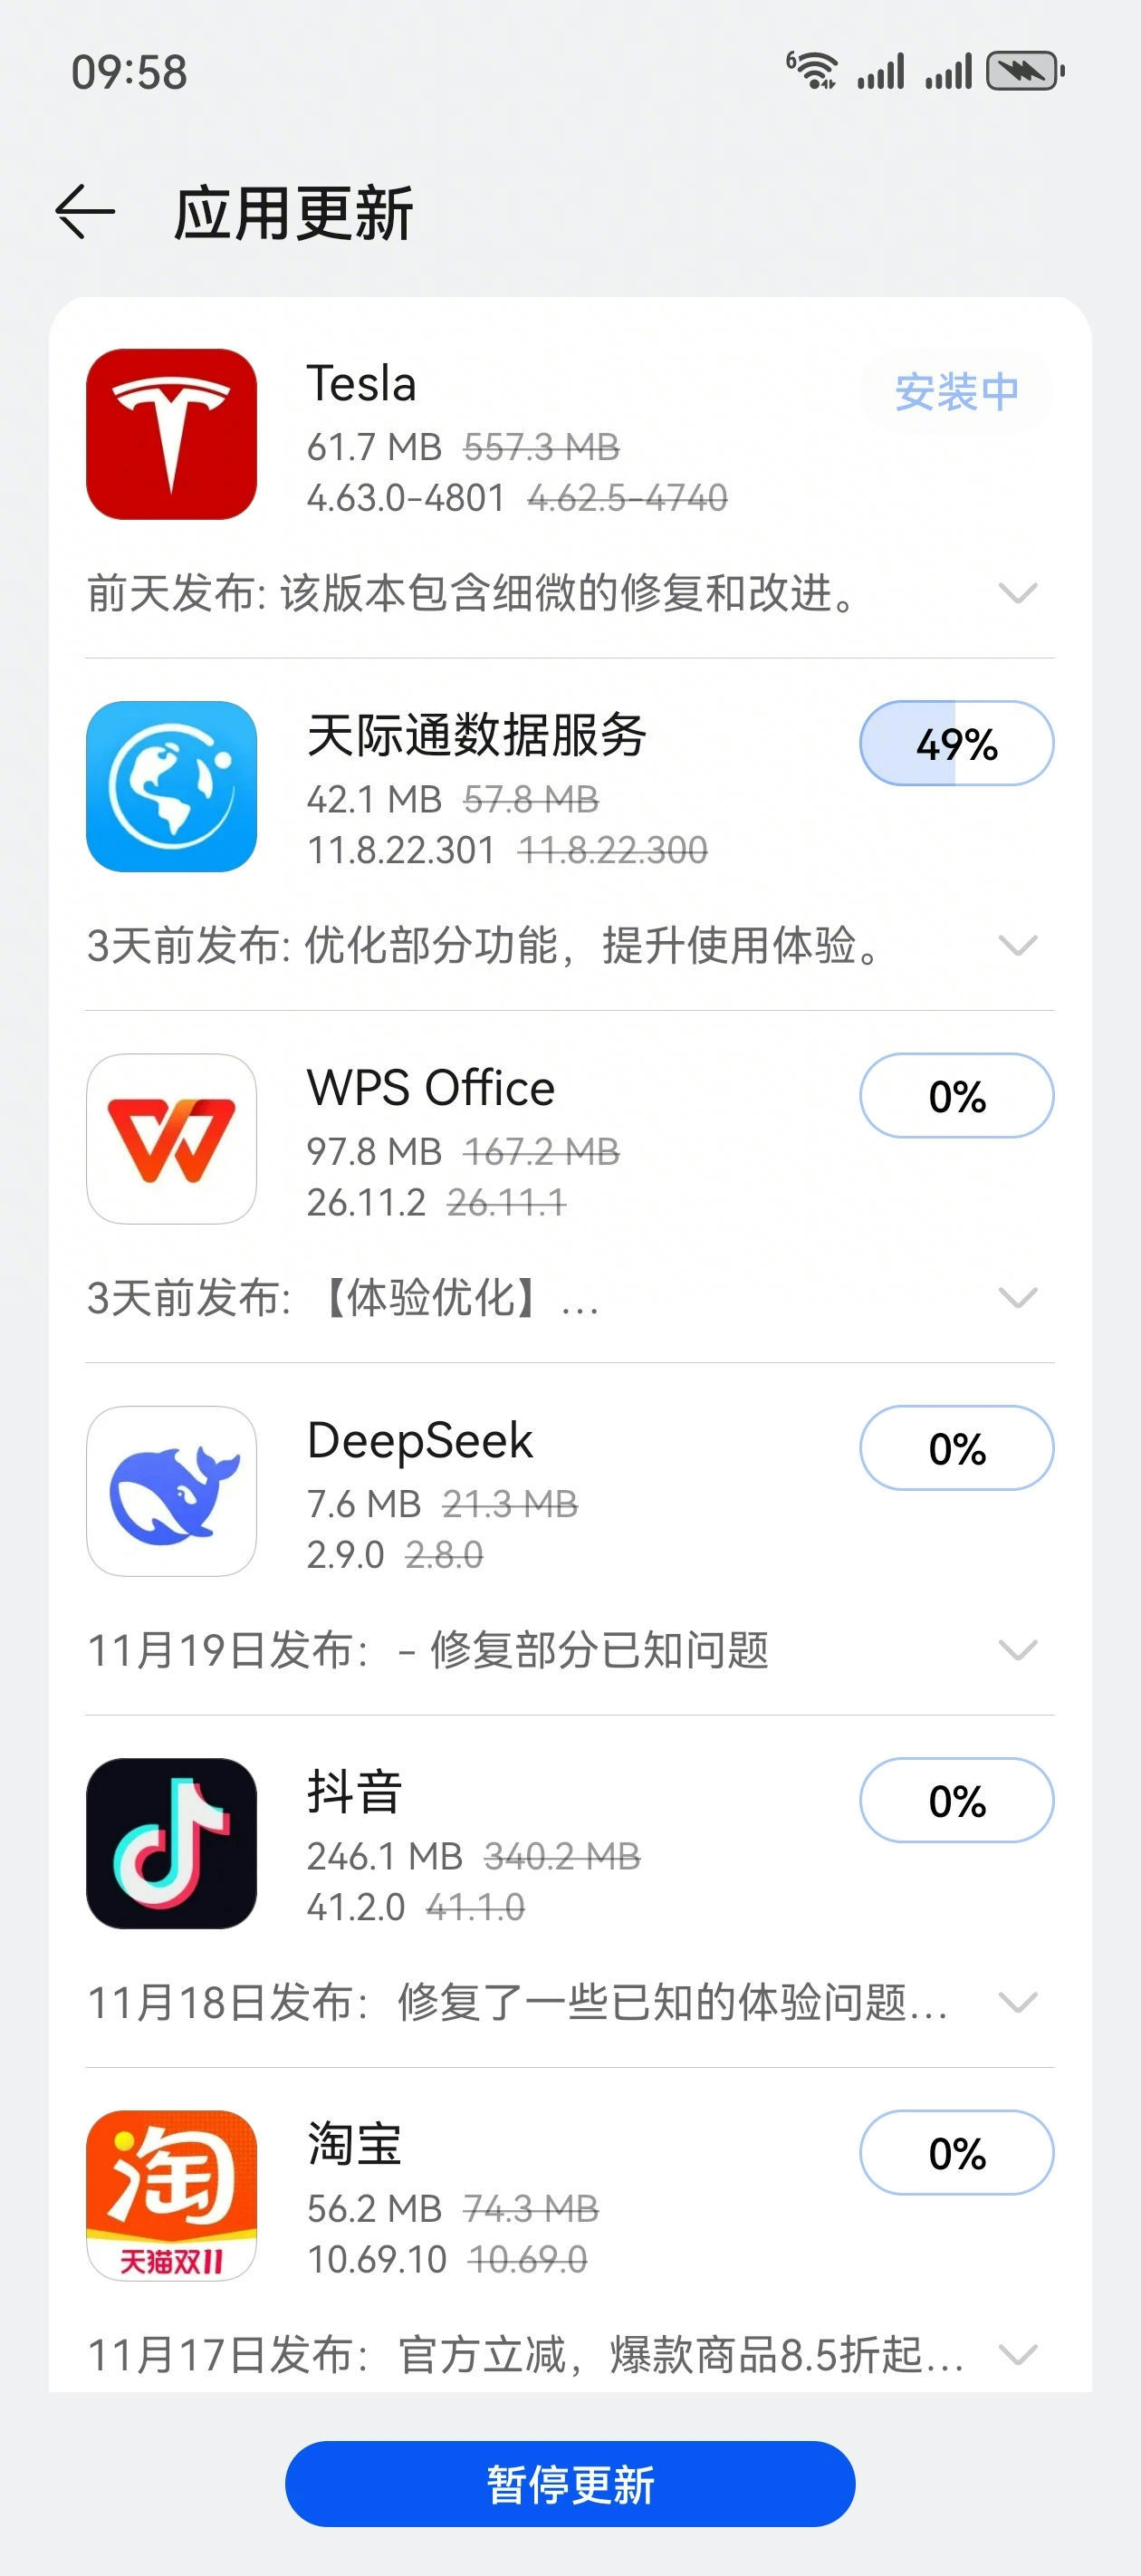 09:58
6
应用更新
Tesla
安装中
61.7 MB 557.3 MB
4.63.0-4801 4.62.5-4740
前天发布: 该版本包含细微的修复和改进。
天际通数据服务
49%
42.1 MB 57.8 MB
11.8.22.301 11.8.22.300
3天前发布: 优化部分功能，提升使用体验。
WPS Office
0%
97.8 MB 167.2 MB
26.11.2 26.11.1
3天前发布: 【体验优化】...
DeepSeek
0%
7.6 MB 21.3 MB
2.9.0 2.8.0
11月19日发布： - 修复部分已知问题
抖音
0%
246.1 MB 340.2 MB
41.2.0 41.1.0
11月18日发布： 修复了一些已知的体验问题...
淘
天猫双11
淘宝
0%
56.2 MB 74.3 MB
10.69.10 10.69.0
11月17日发布： 官方立减，爆款商品8.5折起...
暂停更新